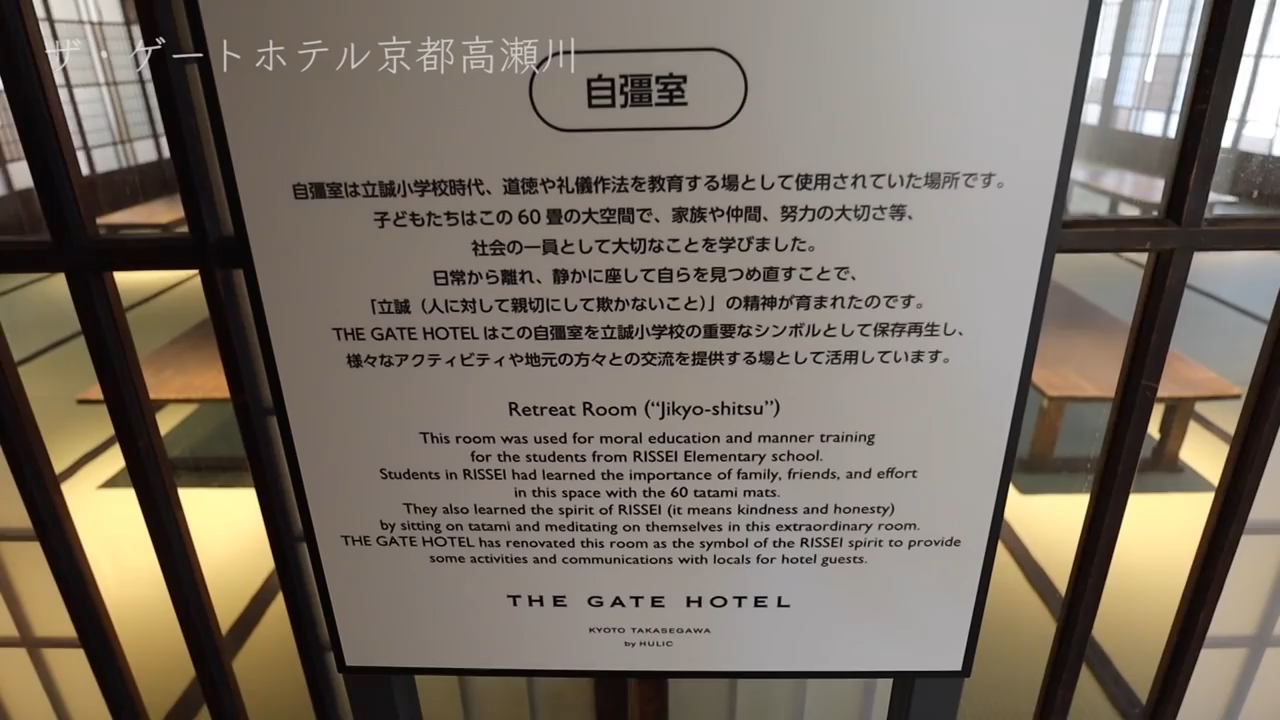 ザ・ゲートホテル京都高瀬川
自彊室
自彊室は立誠小学校時代、道徳や礼儀作法を教育する場として使用されていた場所です。
子どもたちはこの 60 畳の大空間で、家族や仲間、努力の大切さ等、
社会の一員として大切なことを学びました。
日常から離れ、静かに座して自らを見つめ直すことで、
「立誠（人に対して親切にして欺かないこと）」の精神が育まれたのです。
THE GATE HOTEL はこの自彊室を立誠小学校の重要なシンボルとして保存再生し、
様々なアクティビティや地元の方々との交流を提供する場として活用しています。
Retreat Room (“Jikyo-shitsu”)
This room was used for moral education and manner training
for the students from RISSEI Elementary school.
Students in RISSEI had learned the importance of family, friends, and effort
in this space with the 60 tatami mats.
They also learned the spirit of RISSEI (it means kindness and honesty)
by sitting on tatami and meditating on themselves in this extraordinary room.
THE GATE HOTEL has renovated this room as the symbol of the RISSEI spirit to provide
some activities and communications with locals for hotel guests.
THE GATE HOTEL
KYOTO TAKASEGAWA
by HULIC